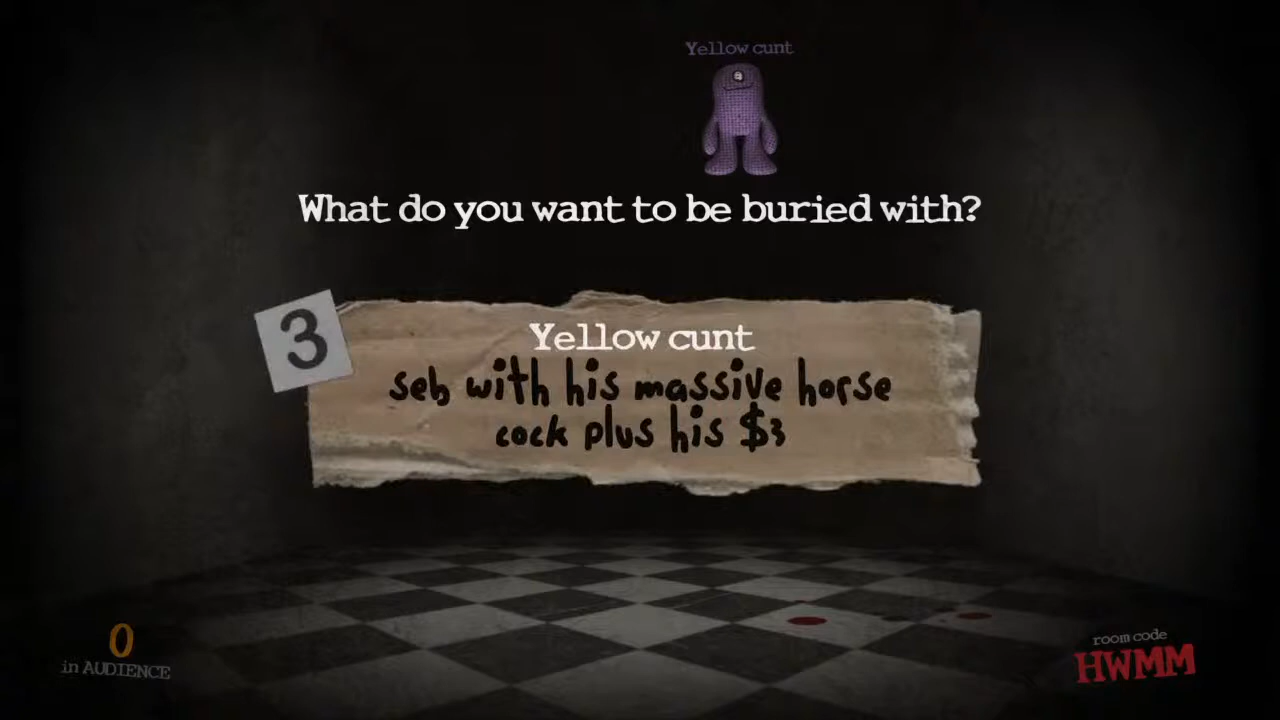 Yellow cunt
What do you want to be buried with?
3
Yellow cunt
seb with his massive horse
cock plus his $3
0
in AUDIENCE
room code
HWMM